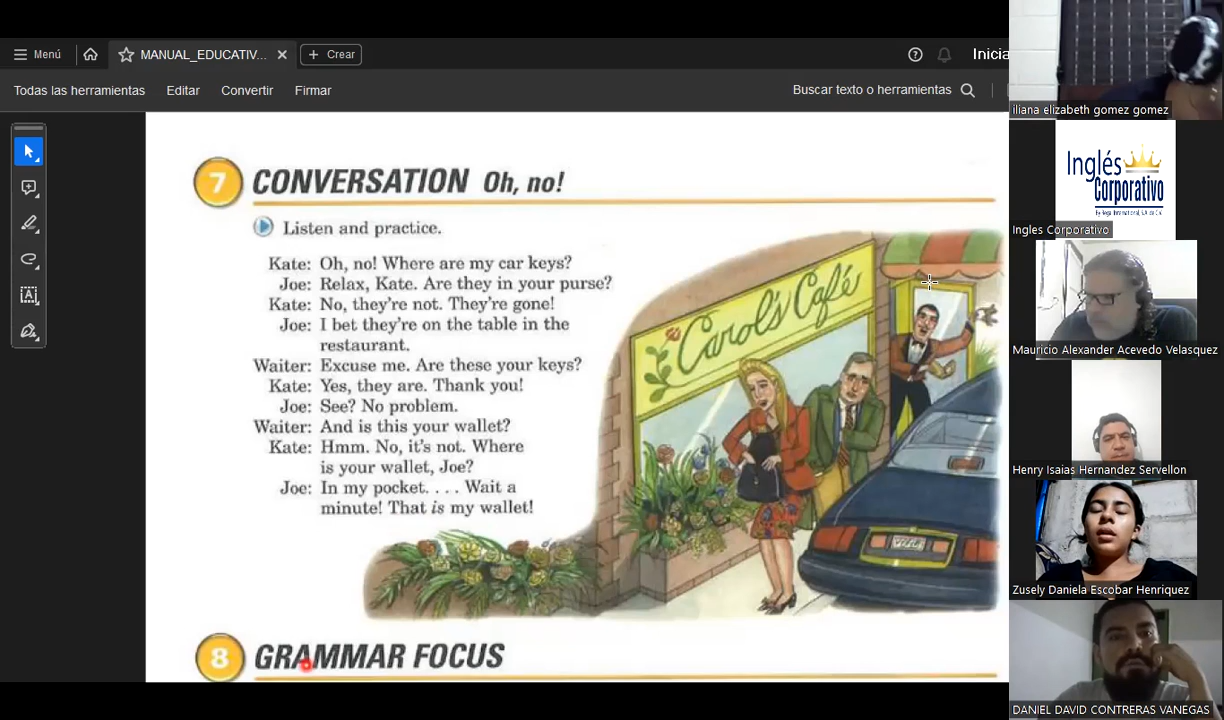 Menú
MANUAL_EDUCATIV...
Crear
Inicia
Todas las herramientas
Editar
Convertir
Firmar
Buscar texto o herramientas
7 CONVERSATION Oh, no!
Listen and practice.
Kate: Oh, no! Where are my car keys?
Joe: Relax, Kate. Are they in your purse?
Kate: No, they're not. They're gone!
Joe: I bet they're on the table in the
restaurant.
Waiter: Excuse me. Are these your keys?
Kate: Yes, they are. Thank you!
Joe: See? No problem.
Waiter: And is this your wallet?
Kate: Hmm. No, it's not. Where
is your wallet, Joe?
Joe: In my pocket. . . . Wait a
minute! That is my wallet!
Carol's Café
8 GRAMMAR FOCUS
iliana elizabeth gomez gomez
Inglés
Corporativo
Ingles Corporativo
Mauricio Alexander Acevedo Velasquez
Henry Isaias Hernandez Servellon
Zusely Daniela Escobar Henriquez
DANIEL DAVID CONTRERAS VANEGAS